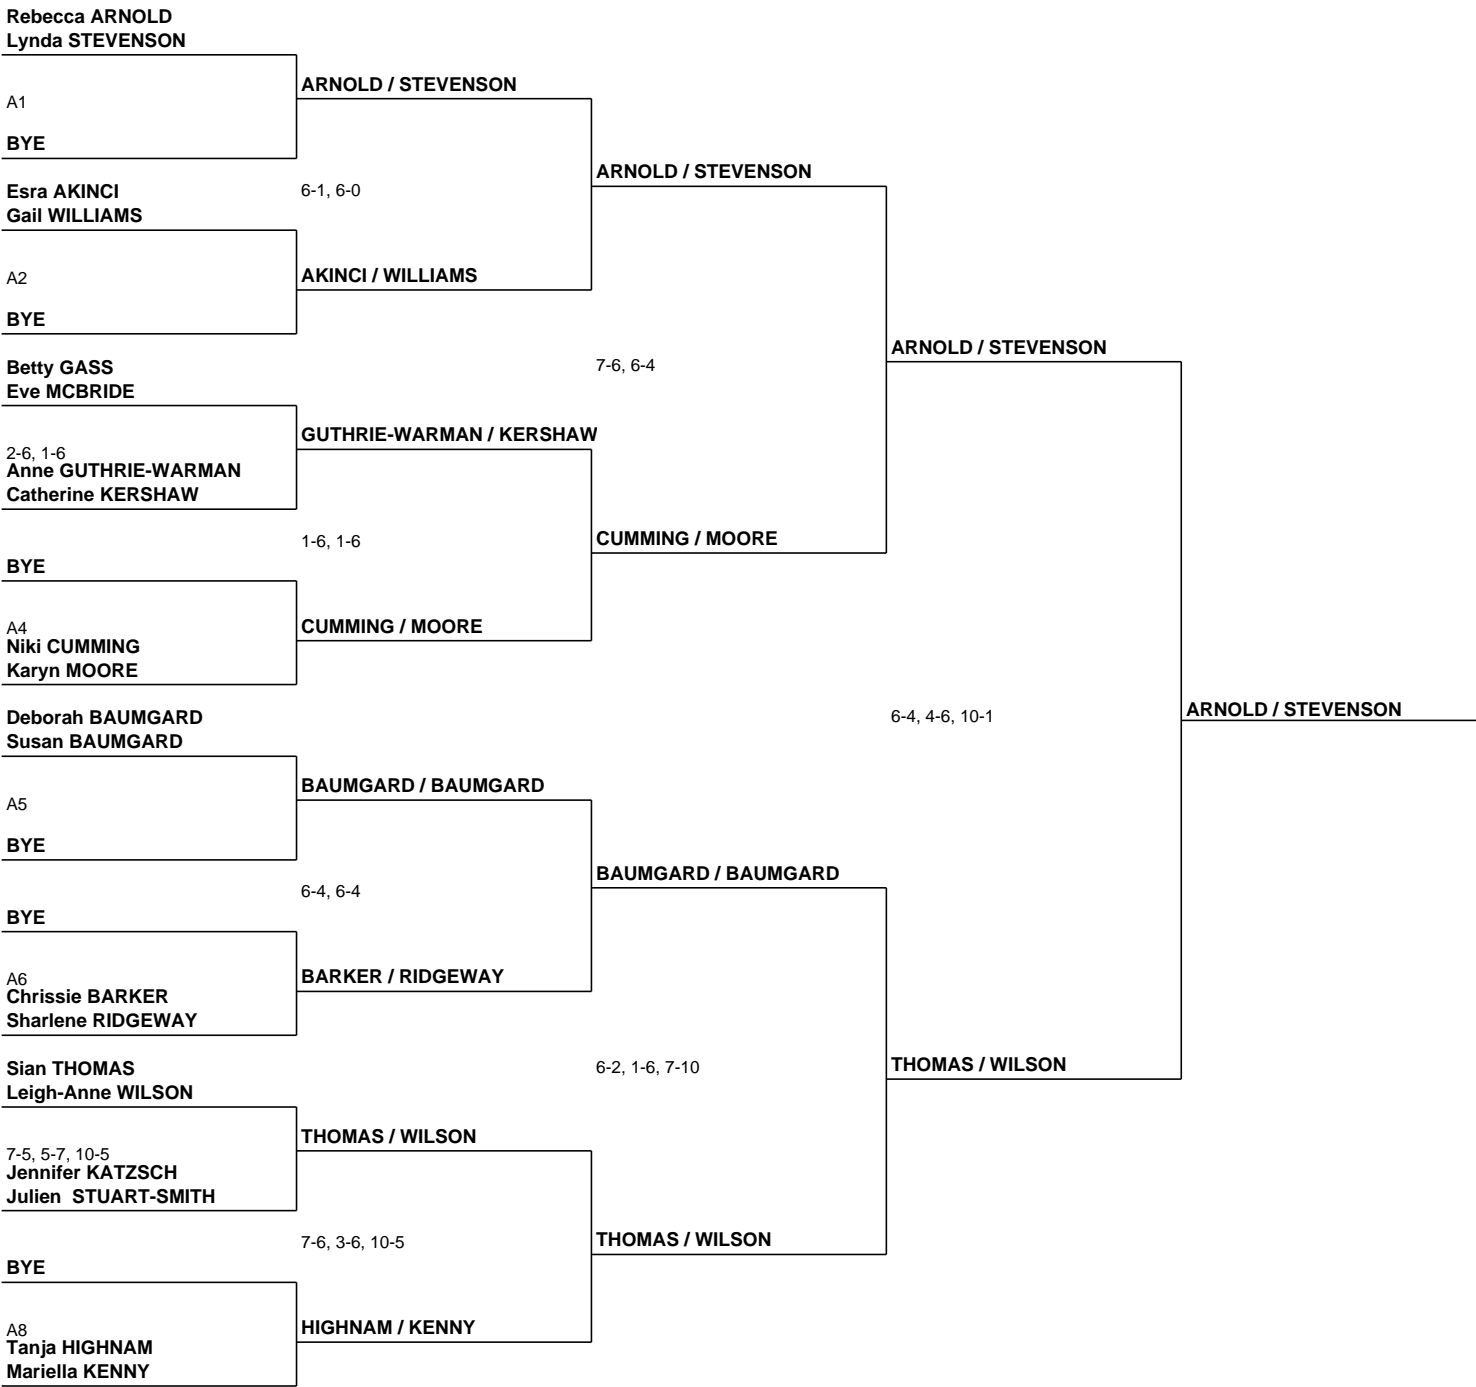 Rebecca ARNOLD
Lynda STEVENSON
ARNOLD / STEVENSON
A1
BYE
ARNOLD / STEVENSON
Esra AKINCI
6-1, 6-0
Gail WILLIAMS
A2
AKINCI / WILLIAMS
BYE
ARNOLD / STEVENSON
Betty GASS
7-6, 6-4
Eve MCBRIDE
GUTHRIE-WARMAN / KERSHAW
2-6, 1-6
Anne GUTHRIE-WARMAN
Catherine KERSHAW
1-6, 1-6
CUMMING / MOORE
BYE
A4
CUMMING / MOORE
Niki CUMMING
Karyn MOORE
Deborah BAUMGARD
6-4, 4-6, 10-1
ARNOLD / STEVENSON
Susan BAUMGARD
BAUMGARD / BAUMGARD
A5
BYE
BAUMGARD / BAUMGARD
6-4, 6-4
BYE
A6
BARKER / RIDGEWAY
Chrissie BARKER
Sharlene RIDGEWAY
Sian THOMAS
6-2, 1-6, 7-10
THOMAS / WILSON
Leigh-Anne WILSON
THOMAS / WILSON
7-5, 5-7, 10-5
Jennifer KATZSCH
Julien  STUART-SMITH
7-6, 3-6, 10-5
THOMAS / WILSON
BYE
A8
HIGHNAM / KENNY
Tanja HIGHNAM
Mariella KENNY